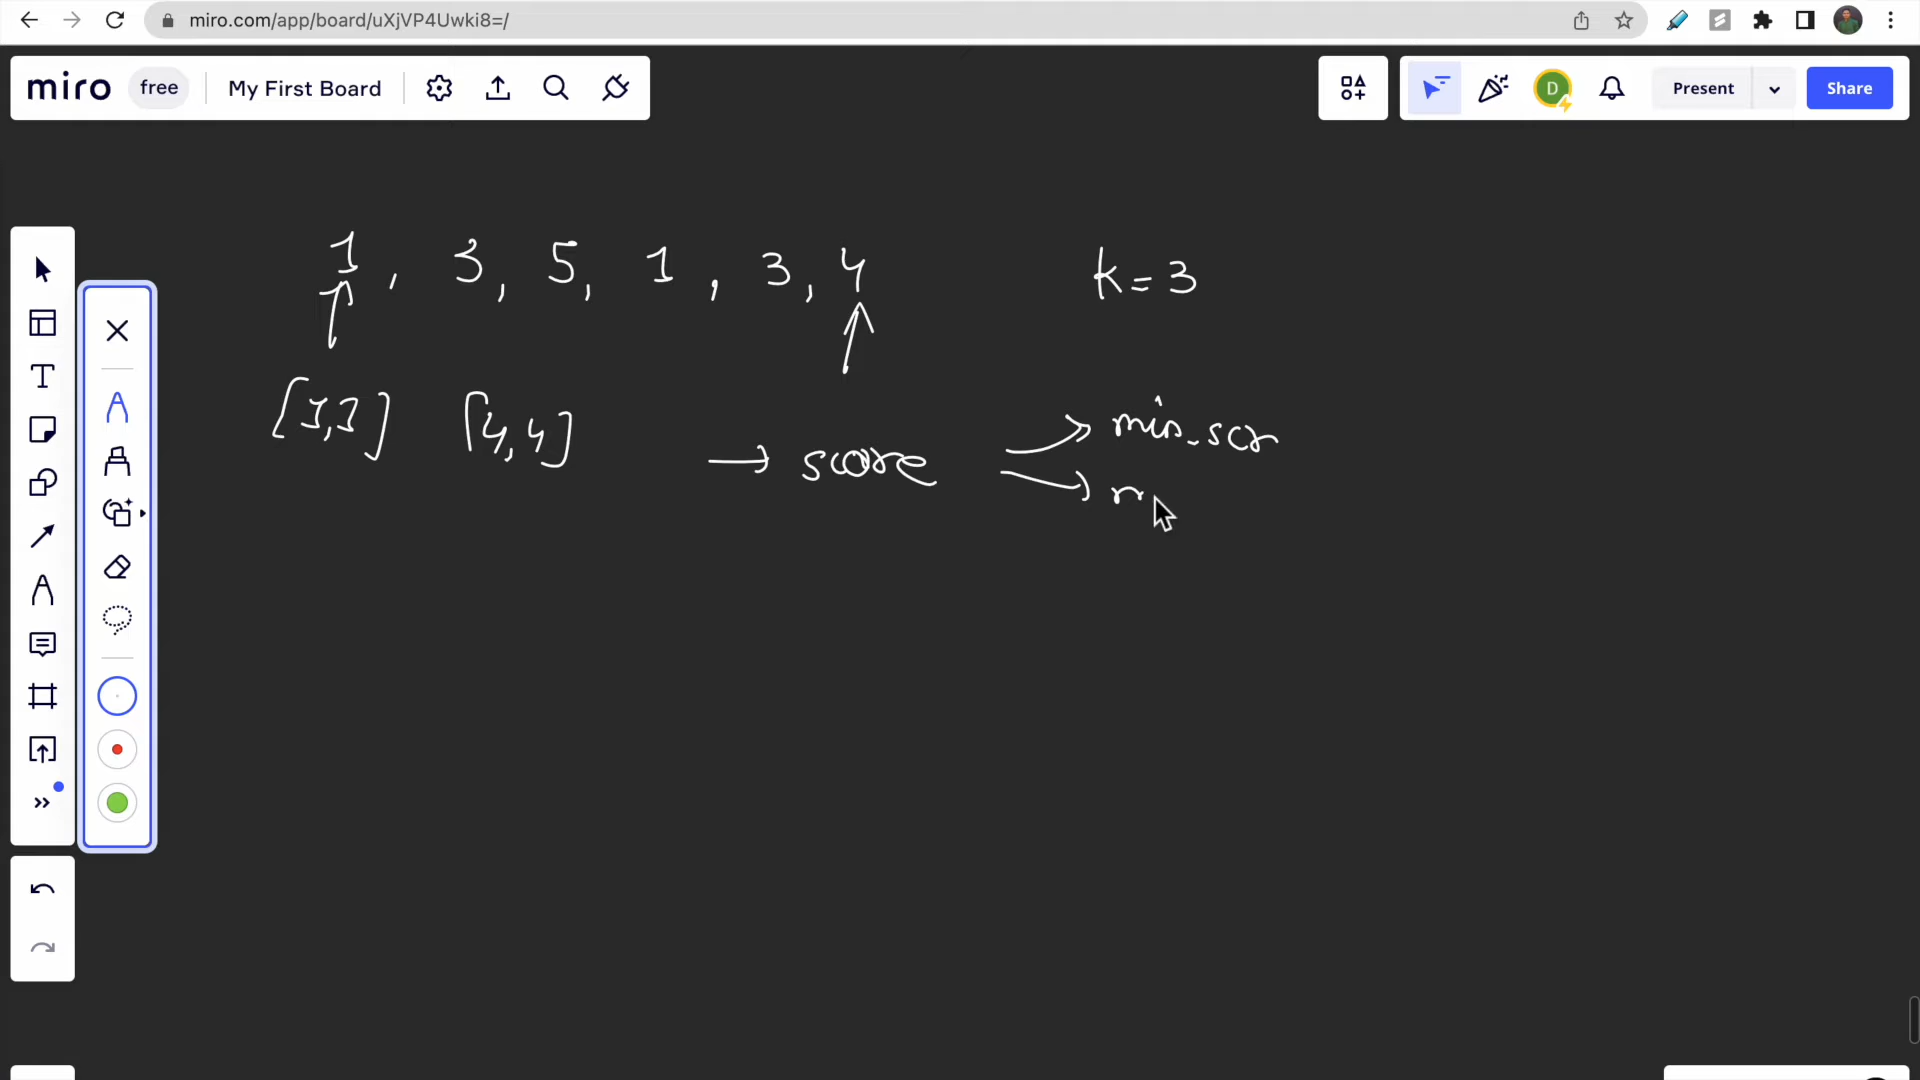 miro.com/app/board/uXjVP4Uwki8=/
miro free My First Board
D Present Share
1, 3, 5, 1, 3, 4 k = 3
[1,1] [4,4]
→ score → min_scr
→ m